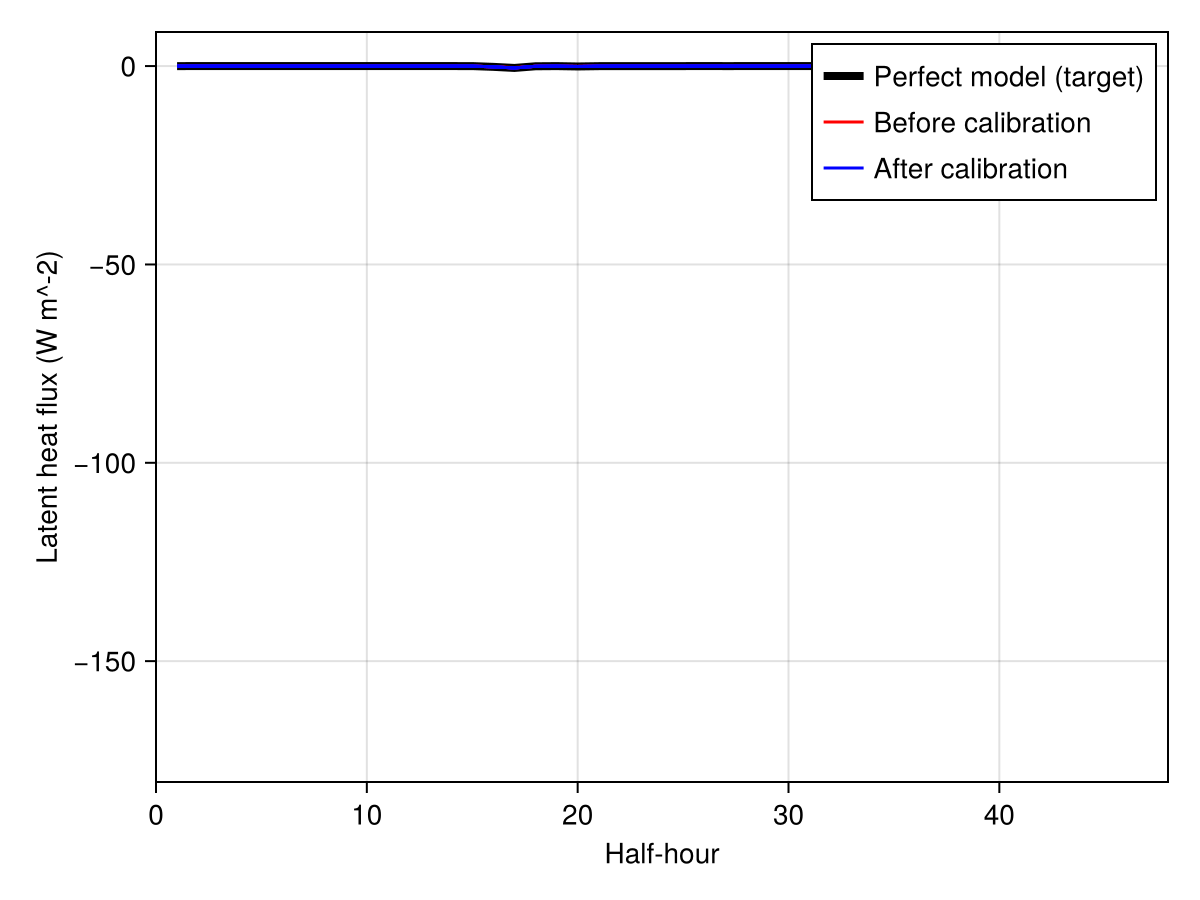 Perfect model (target)
Before calibration
After calibration
Latent heat flux (W m^-2)
0
−50
−100
−150
0 10 20 30 40
Half-hour